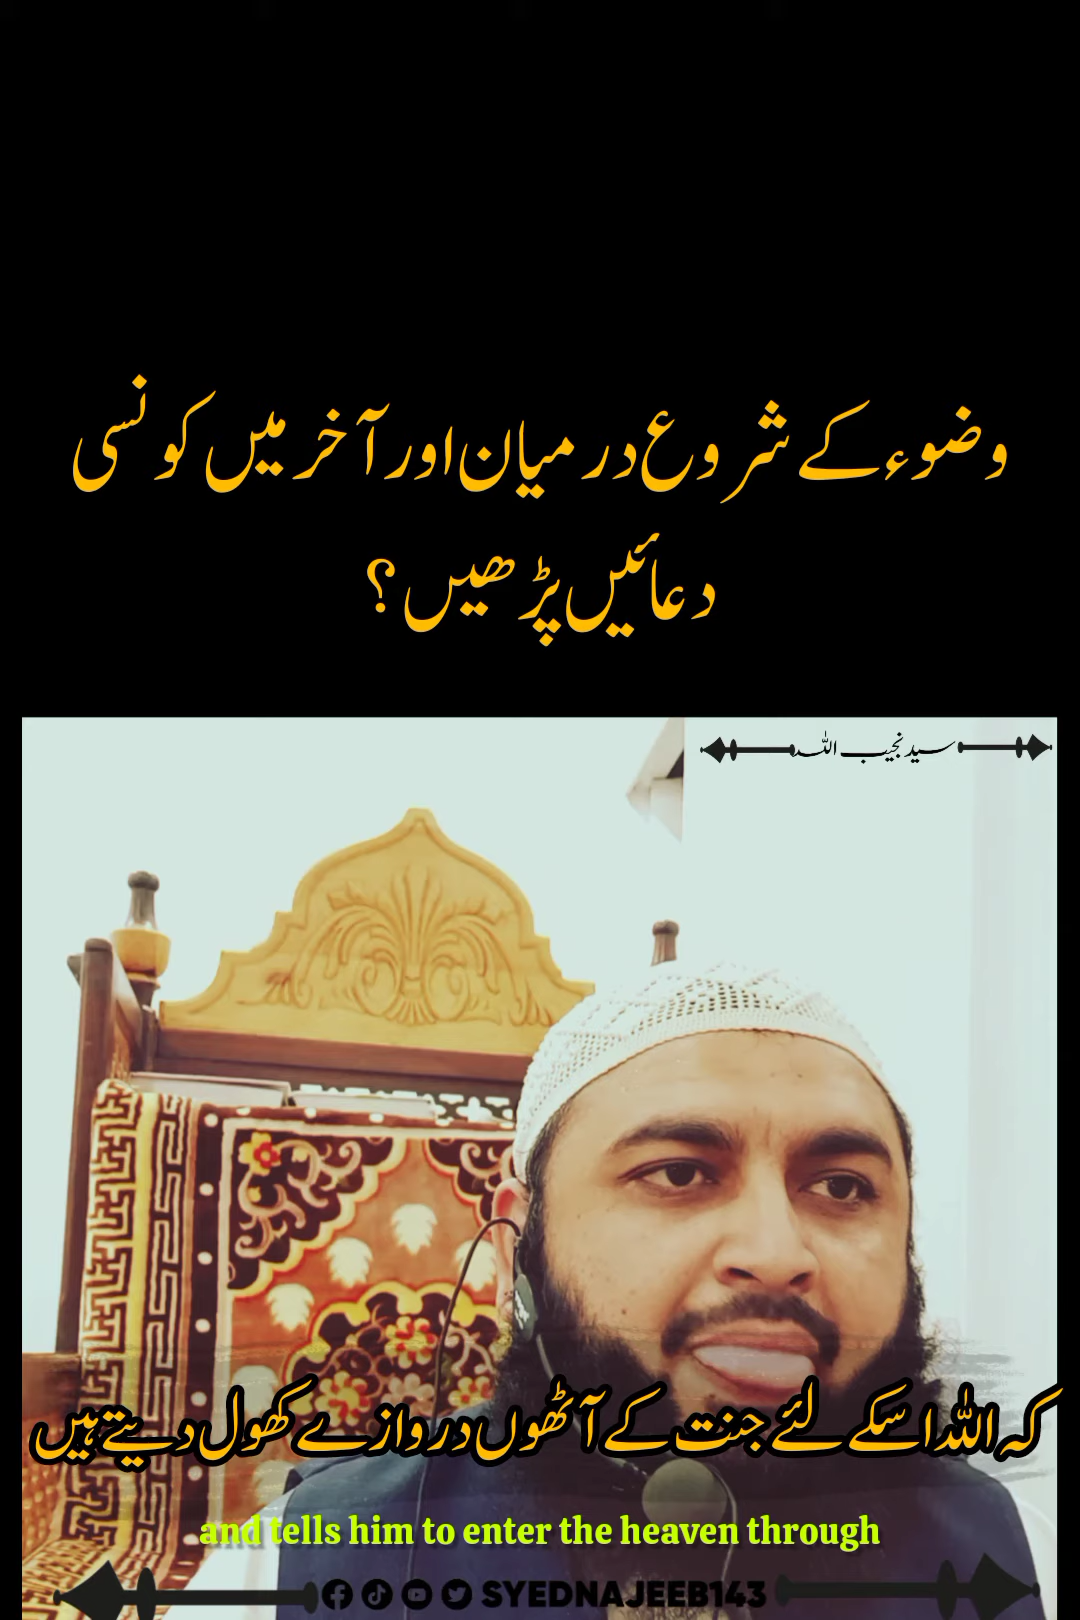 وضوء کے شروع درمیان اور آخر میں کونسی
دعائیں پڑھیں؟
سید نجیب اللہ
کہ اللہ اسکے لئے جنت کے آٹھوں دروازے کھول دیتے ہیں
and tells him to enter the heaven through
SYEDNAJEEB143